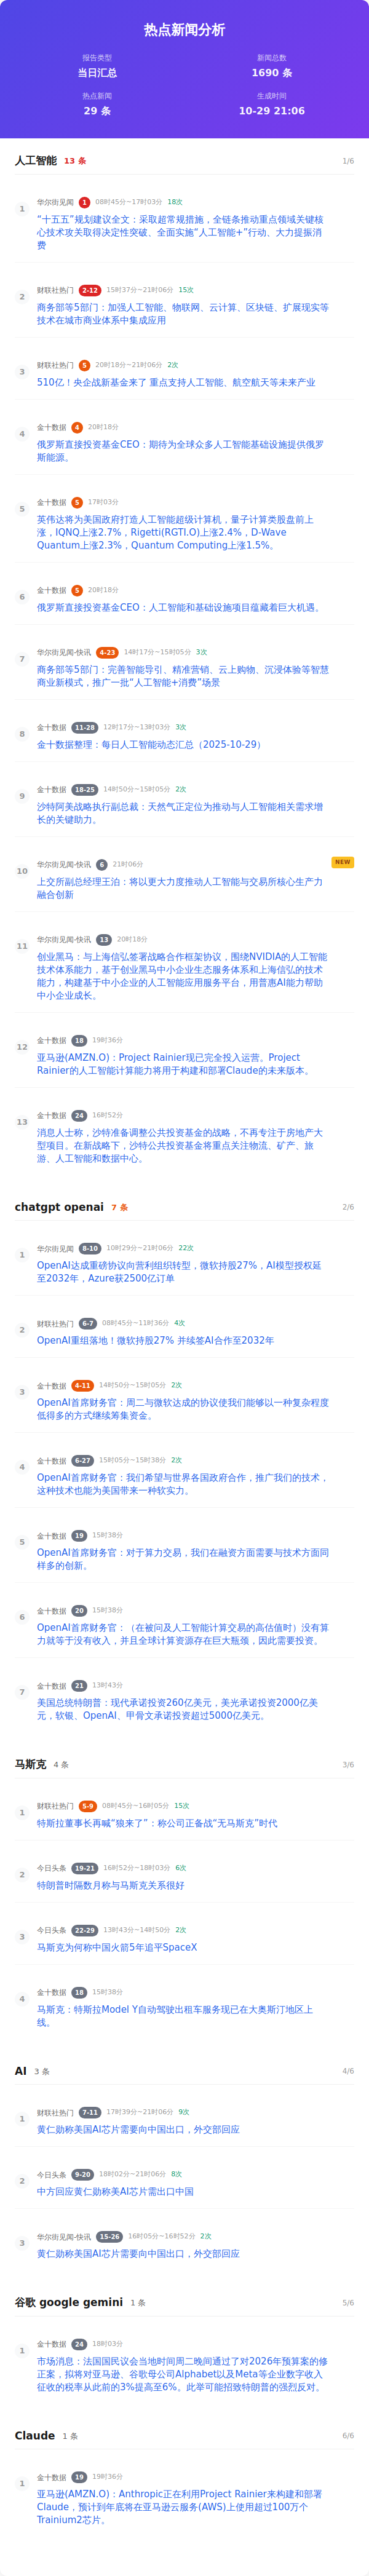 热点新闻分析
报告类型
新闻总数
当日汇总
1690 条
热点新闻
生成时间
29 条
10-29 21:06
人工智能 13 条 1/6
1
华尔街见闻 1 08时45分~17时03分 18次
“十五五”规划建议全文：采取超常规措施，全链条推动重点领域关键核
心技术攻关取得决定性突破、全面实施“人工智能+”行动、大力提振消
费
2
财联社热门 2-12 15时37分~21时06分 15次
商务部等5部门：加强人工智能、物联网、云计算、区块链、扩展现实等
技术在城市商业体系中集成应用
3
财联社热门 5 20时18分~21时06分 2次
510亿！央企战新基金来了 重点支持人工智能、航空航天等未来产业
4
金十数据 4 20时18分
俄罗斯直接投资基金CEO：期待为全球众多人工智能基础设施提供俄罗
斯能源。
5
金十数据 5 17时03分
英伟达将为美国政府打造人工智能超级计算机，量子计算类股盘前上
涨，IQNQ上涨2.7%，Rigetti(RGTI.O)上涨2.4%，D-Wave
Quantum上涨2.3%，Quantum Computing上涨1.5%。
6
金十数据 5 20时18分
俄罗斯直接投资基金CEO：人工智能和基础设施项目蕴藏着巨大机遇。
7
华尔街见闻-快讯 4-23 14时17分~15时05分 3次
商务部等5部门：完善智能导引、精准营销、云上购物、沉浸体验等智慧
商业新模式，推广一批“人工智能+消费”场景
8
金十数据 11-28 12时17分~13时03分 3次
金十数据整理：每日人工智能动态汇总（2025-10-29）
9
金十数据 18-25 14时50分~15时05分 2次
沙特阿美战略执行副总裁：天然气正定位为推动与人工智能相关需求增
长的关键助力。
10
华尔街见闻-快讯 6 21时06分 NEW
上交所副总经理王泊：将以更大力度推动人工智能与交易所核心生产力
融合创新
11
华尔街见闻-快讯 13 20时18分
创业黑马：与上海信弘签署战略合作框架协议，围绕NVIDIA的人工智能
技术体系能力，基于创业黑马中小企业生态服务体系和上海信弘的技术
能力，构建基于中小企业的人工智能应用服务平台，用普惠AI能力帮助
中小企业成长。
12
金十数据 18 19时36分
亚马逊(AMZN.O)：Project Rainier现已完全投入运营。Project
Rainier的人工智能计算能力将用于构建和部署Claude的未来版本。
13
金十数据 24 16时52分
消息人士称，沙特准备调整公共投资基金的战略，不再专注于房地产大
型项目。在新战略下，沙特公共投资基金将重点关注物流、矿产、旅
游、人工智能和数据中心。
chatgpt openai 7 条 2/6
1
华尔街见闻 8-10 10时29分~21时06分 22次
OpenAI达成重磅协议向营利组织转型，微软持股27%，AI模型授权延
至2032年，Azure获2500亿订单
2
财联社热门 6-7 08时45分~11时36分 4次
OpenAI重组落地！微软持股27% 并续签AI合作至2032年
3
金十数据 4-11 14时50分~15时05分 2次
OpenAI首席财务官：周二与微软达成的协议使我们能够以一种复杂程度
低得多的方式继续筹集资金。
4
金十数据 6-27 15时05分~15时38分 2次
OpenAI首席财务官：我们希望与世界各国政府合作，推广我们的技术，
这种技术也能为美国带来一种软实力。
5
金十数据 19 15时38分
OpenAI首席财务官：对于算力交易，我们在融资方面需要与技术方面同
样多的创新。
6
金十数据 20 15时38分
OpenAI首席财务官：（在被问及人工智能计算交易的高估值时）没有算
力就等于没有收入，并且全球计算资源存在巨大瓶颈，因此需要投资。
7
金十数据 21 13时43分
美国总统特朗普：现代承诺投资260亿美元，美光承诺投资2000亿美
元，软银、OpenAI、甲骨文承诺投资超过5000亿美元。
马斯克 4 条 3/6
1
财联社热门 5-9 08时45分~16时05分 15次
特斯拉董事长再喊“狼来了”：称公司正备战“无马斯克”时代
2
今日头条 19-21 16时52分~18时03分 6次
特朗普时隔数月称与马斯克关系很好
3
今日头条 22-29 13时43分~14时50分 2次
马斯克为何称中国火箭5年追平SpaceX
4
金十数据 18 15时38分
马斯克：特斯拉Model Y自动驾驶出租车服务现已在大奥斯汀地区上
线。
AI 3 条 4/6
1
财联社热门 7-11 17时39分~21时06分 9次
黄仁勋称美国AI芯片需要向中国出口，外交部回应
2
今日头条 9-20 18时02分~21时06分 8次
中方回应黄仁勋称美AI芯片需出口中国
3
华尔街见闻-快讯 15-26 16时05分~16时52分 2次
黄仁勋称美国AI芯片需要向中国出口，外交部回应
谷歌 google gemini 1 条 5/6
1
金十数据 24 18时03分
市场消息：法国国民议会当地时间周二晚间通过了对2026年预算案的修
正案，拟将对亚马逊、谷歌母公司Alphabet以及Meta等企业数字收入
征收的税率从此前的3%提高至6%。此举可能招致特朗普的强烈反对。
Claude 1 条 6/6
1
金十数据 19 19时36分
亚马逊(AMZN.O)：Anthropic正在利用Project Rainier来构建和部署
Claude，预计到年底将在亚马逊云服务(AWS)上使用超过100万个
Trainium2芯片。